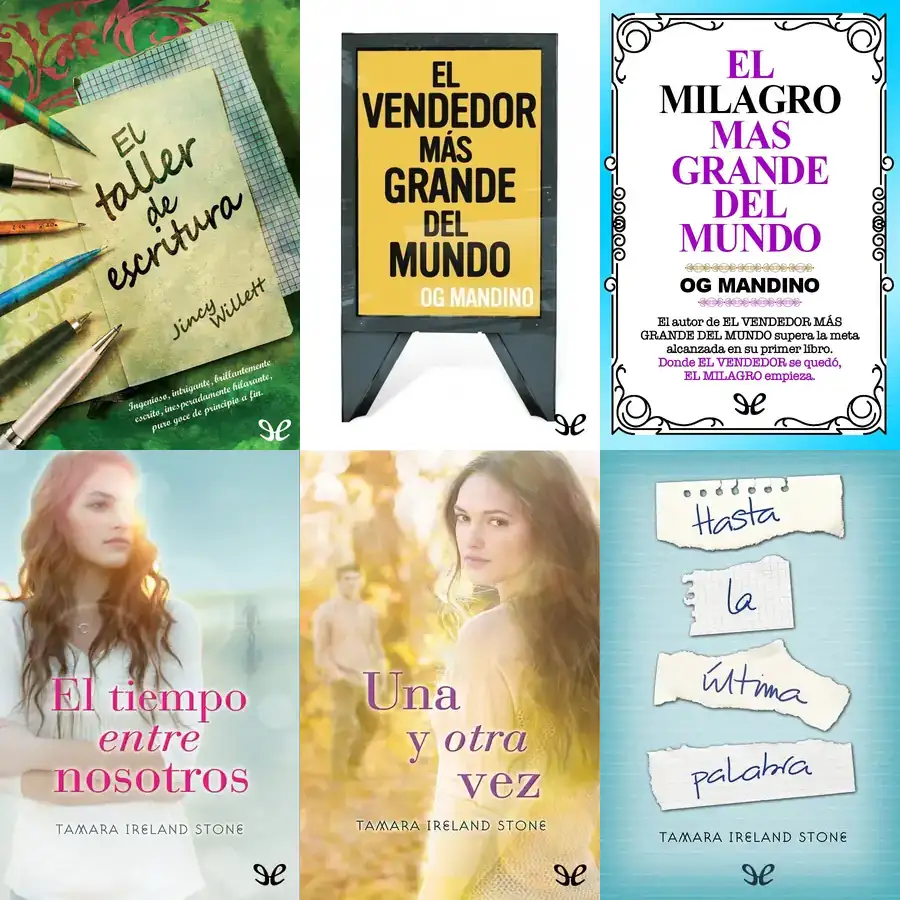 El
taller
de
escritura
Jincy
Willett
Ingenioso, intrigante, brillantemente
escrito, inesperadamente hilarante,
puro goce de principio a fin.
EL
VENDEDOR
MÁS
GRANDE
DEL
MUNDO
OG MANDINO
EL
MILAGRO
MAS
GRANDE
DEL
MUNDO
OG MANDINO
El autor de EL VENDEDOR MÁS
GRANDE DEL MUNDO supera la meta
alcanzada en su primer libro.
Donde EL VENDEDOR se quedó,
EL MILAGRO empieza.
El tiempo
entre
nosotros
TAMARA IRELAND STONE
Una
y otra
vez
TAMARA IRELAND STONE
Hasta
la
última
palabra
TAMARA IRELAND STONE